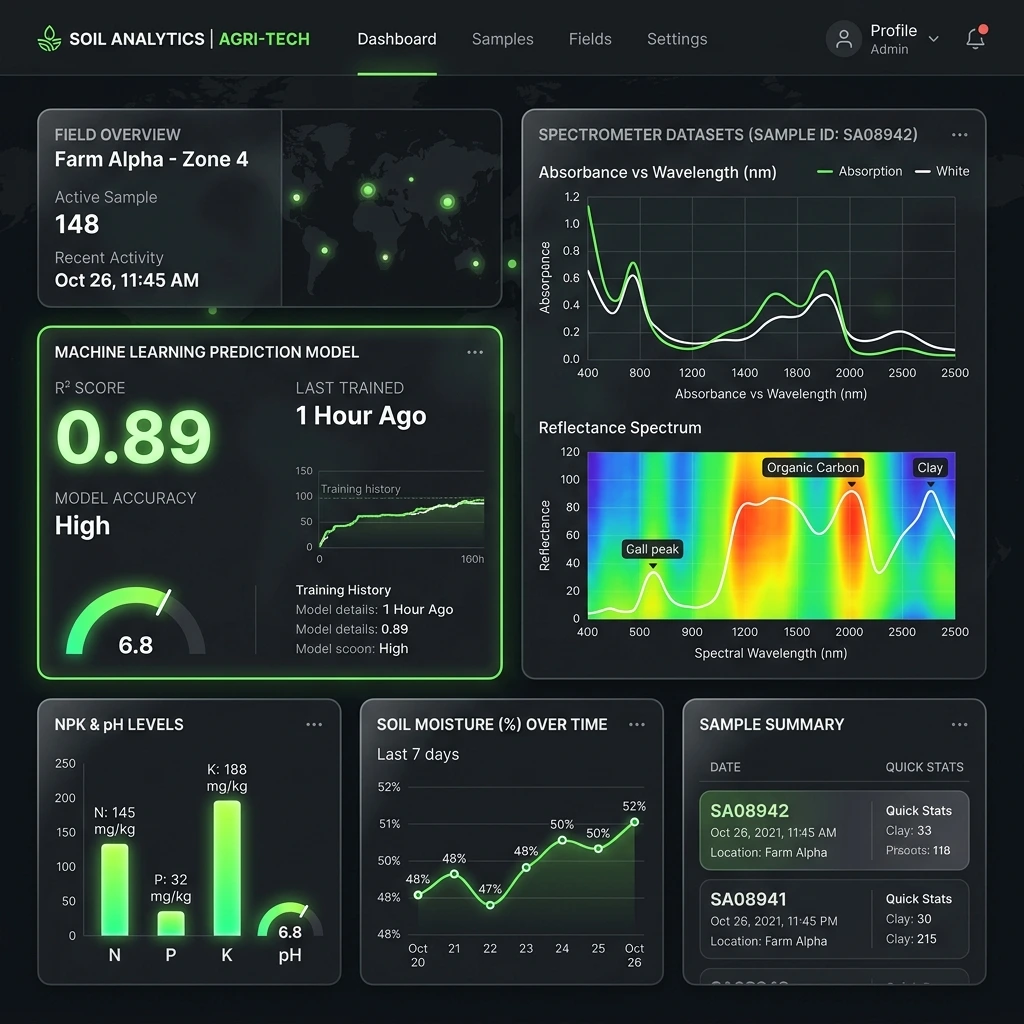 SOIL ANALYTICS | AGRI-TECH
Dashboard
Samples
Fields
Settings
Profile
Admin
FIELD OVERVIEW
Farm Alpha - Zone 4
Active Sample
148
Recent Activity
Oct 26, 11:45 AM
SPECTROMETER DATASETS (SAMPLE ID: SA08942)
Absorbance vs Wavelength (nm)
Absorption
White
1.2
1.0
0.8
0.6
0.4
0.2
0.0
400 800 1200 1400 1800 2000 2500 2500
Absorbance vs Wavelength (nm)
Reflectance Spectrum
Reflectance
120
100
80
60
40
20
0
Organic Carbon
Clay
Gall peak
400 500 900 1200 1500 2000 2500 2500
Spectral Wavelength (nm)
MACHINE LEARNING PREDICTION MODEL
R² SCORE
0.89
MODEL ACCURACY
High
6.8
LAST TRAINED
1 Hour Ago
150
100
50
0
Training history
0 160h
Training History
Model details: 1 Hour Ago
Model details: 0.89
Model scoon: High
NPK & pH LEVELS
250
200
150
100
50
0
N: 145
mg/kg
P: 32
mg/kg
K: 188
mg/kg
6.8
N P K pH
SOIL MOISTURE (%) OVER TIME
Last 7 days
52%
51%
50%
48%
48%
48%
48%
47%
48%
50%
50%
52%
Oct 20
21
22
23
24
25
Oct 26
SAMPLE SUMMARY
DATE QUICK STATS
SA08942
Oct 26, 2021, 11:45 AM
Location: Farm Alpha
Quick Stats
Clay: 33
Prsoots: 118
SA08941
Oct 26, 2021, 11:45 PM
Location: Farm Alpha
Quick Stats
Clay: 30
Clay: 215